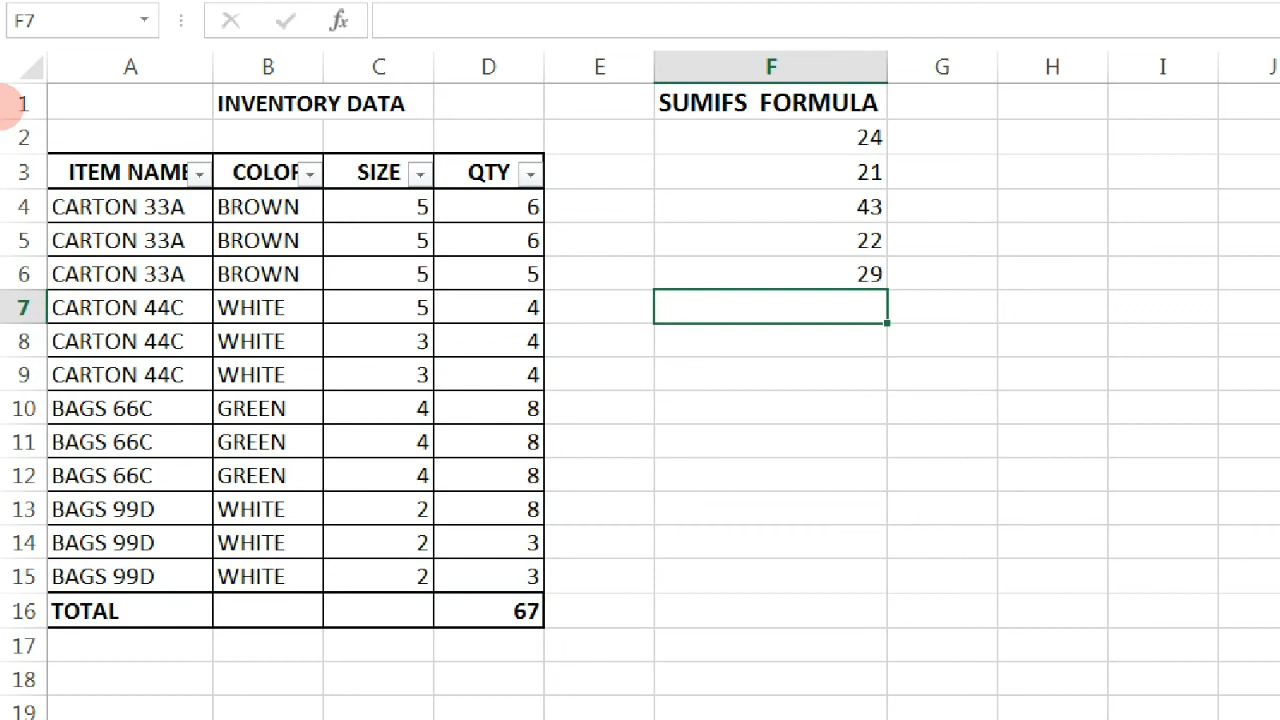 F7 fx
A B C D E F G H I J
1 INVENTORY DATA SUMIFS FORMULA
2 24
3 ITEM NAME COLOR SIZE QTY 21
4 CARTON 33A BROWN 5 6 43
5 CARTON 33A BROWN 5 6 22
6 CARTON 33A BROWN 5 5 29
7 CARTON 44C WHITE 5 4
8 CARTON 44C WHITE 3 4
9 CARTON 44C WHITE 3 4
10 BAGS 66C GREEN 4 8
11 BAGS 66C GREEN 4 8
12 BAGS 66C GREEN 4 8
13 BAGS 99D WHITE 2 8
14 BAGS 99D WHITE 2 3
15 BAGS 99D WHITE 2 3
16 TOTAL 67
17
18
19